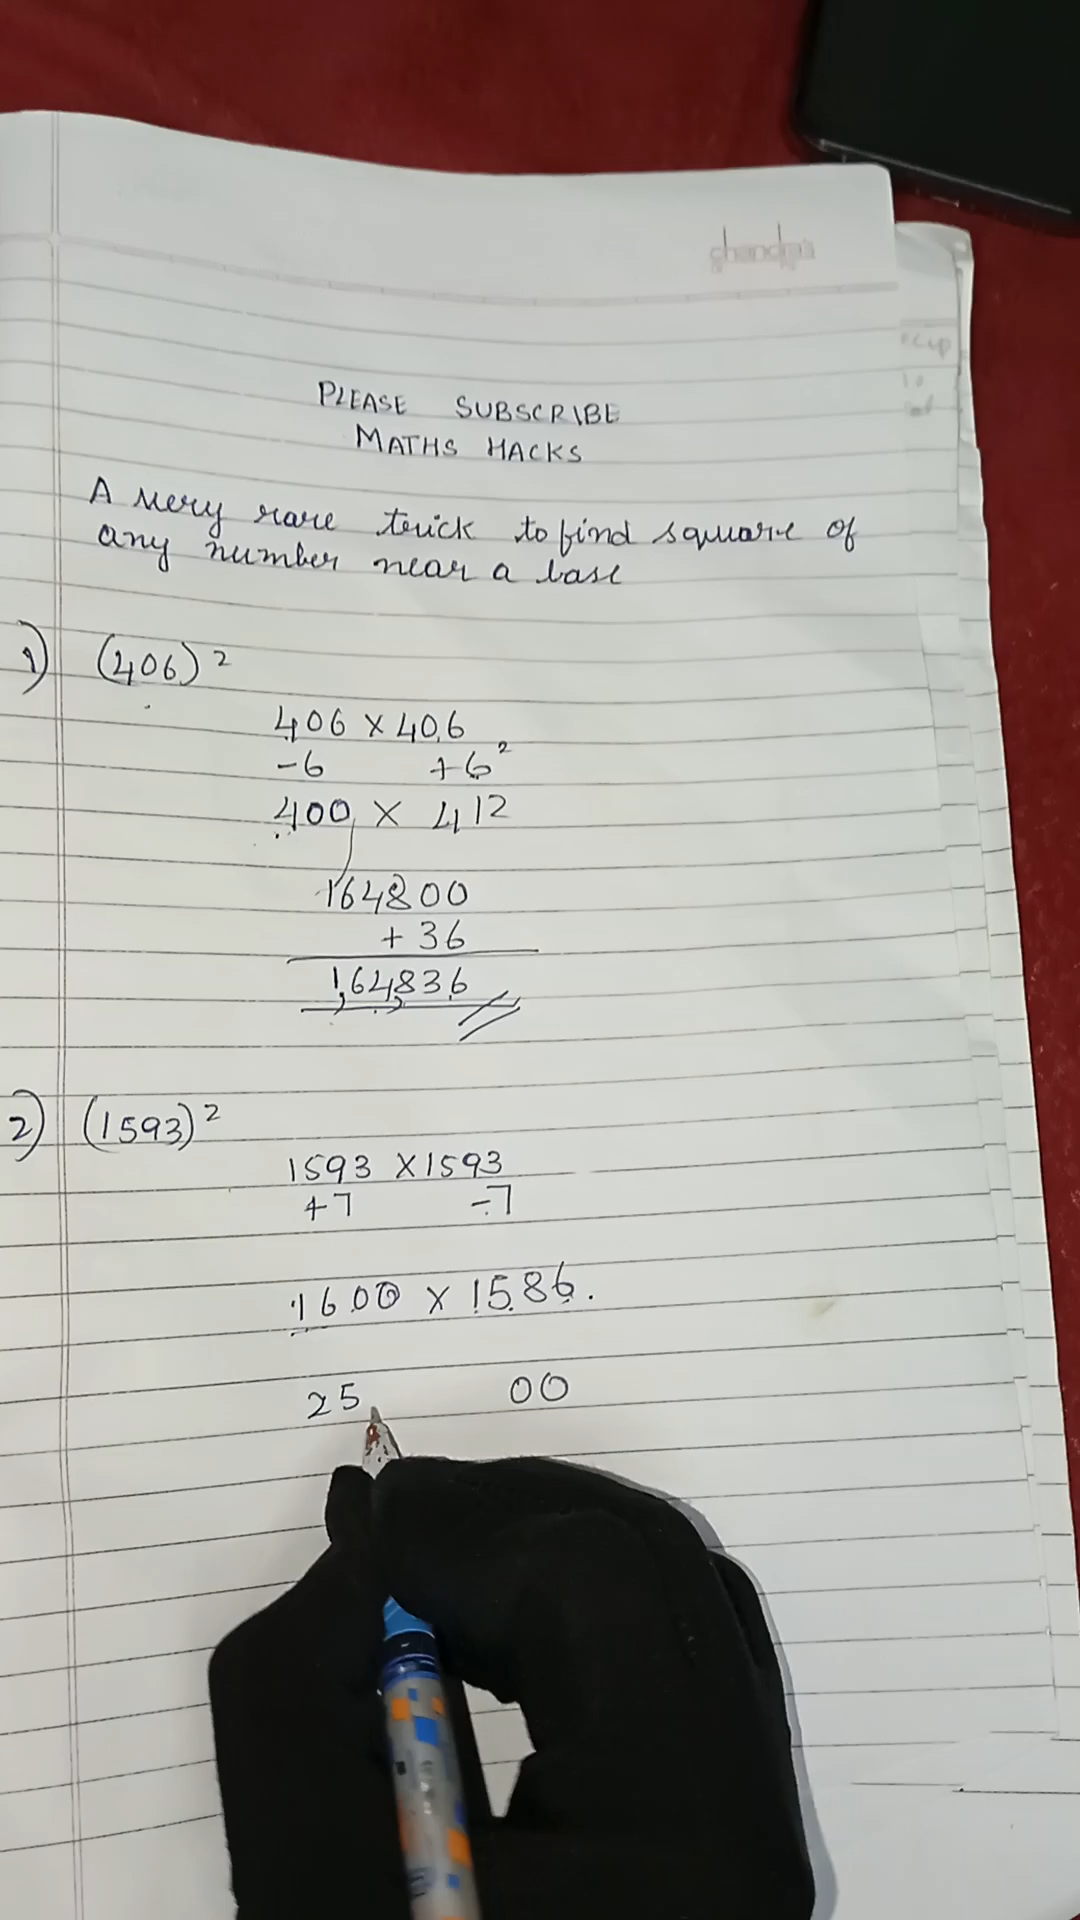 chandra's
PLEASE SUBSCRIBE
MATHS HACKS
A very rare trick to find square of
any number near a base
1) (406)²
406 × 406
-6 +6²
400 × 412
164800
+ 36
1,64,836
2) (1593)²
1593 × 1593
+7 -7
1600 × 1586.
25 00